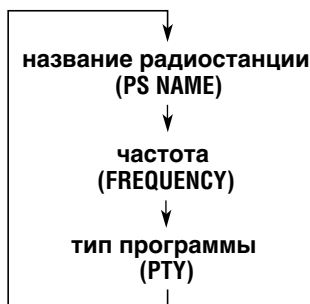 название радиостанции
(PS NAME)
частота
(FREQUENCY)
тип программы
(PTY)